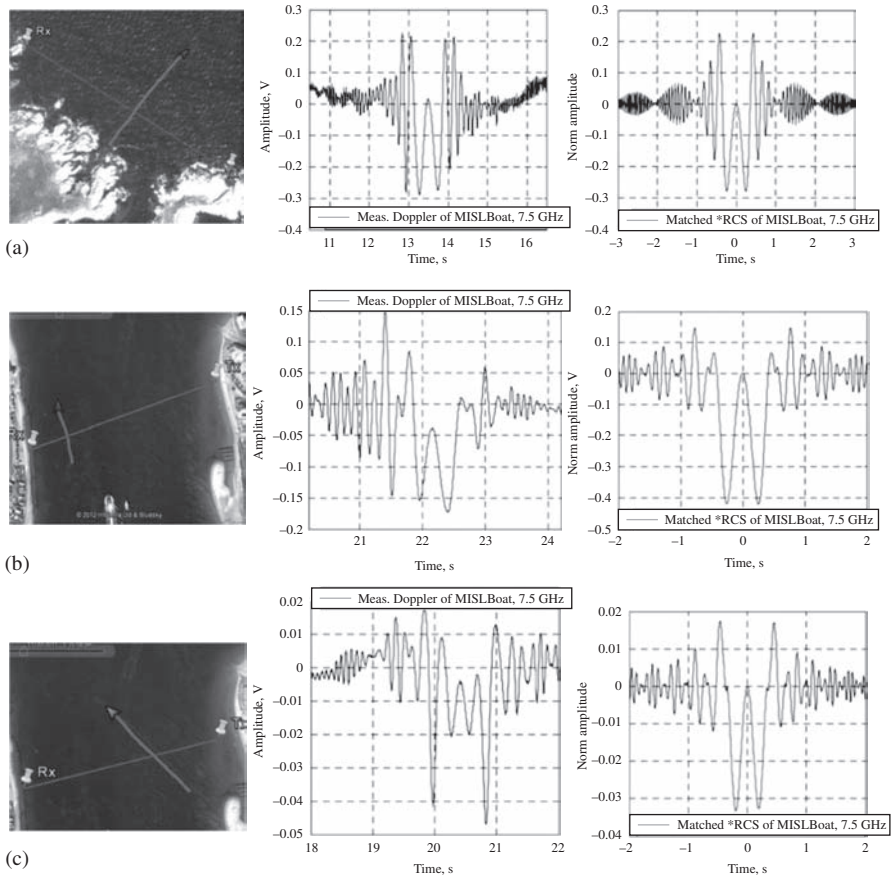 Rx
0.3
0.2
0.1
0
−0.1
−0.2
−0.3
−0.4
Amplitude, V
Meas. Doppler of MISLBoat, 7.5 GHz
11 12 13 14 15 16
Time, s
0.3
0.2
0.1
0
−0.1
−0.2
−0.3
0.4
Norm amplitude
Matched *RCS of MISLBoat, 7.5 GHz
−3 −2 −1 0 1 2 3
Time, s
(a)
Tx
© 2012
Meas. Doppler of MISLBoat, 7.5 GHz
0.15
0.1
0.05
0
−0.05
−0.1
−0.15
−0.2
Amplitude, V
21 22 23 24
Time, s
0.2
0.1
0
−0.1
−0.2
−0.3
−0.4
−0.5
Norm amplitude, V
Matched *RCS of MISLBoat, 7.5 GHz
−2 −1 0 1 2
Time, s
(b)
Rx
Tx
Meas. Doppler of MISLBoat, 7.5 GHz
0.02
0.01
0
−0.01
−0.02
−0.03
−0.04
−0.05
Amplitude, V
18 19 20 21 22
Time, s
0.02
0.01
0
−0.01
−0.02
−0.03
−0.04
Norm amplitude
Matched *RCS of MISLBoat, 7.5 GHz
−2 −1 0 1 2
Time, s
(c)